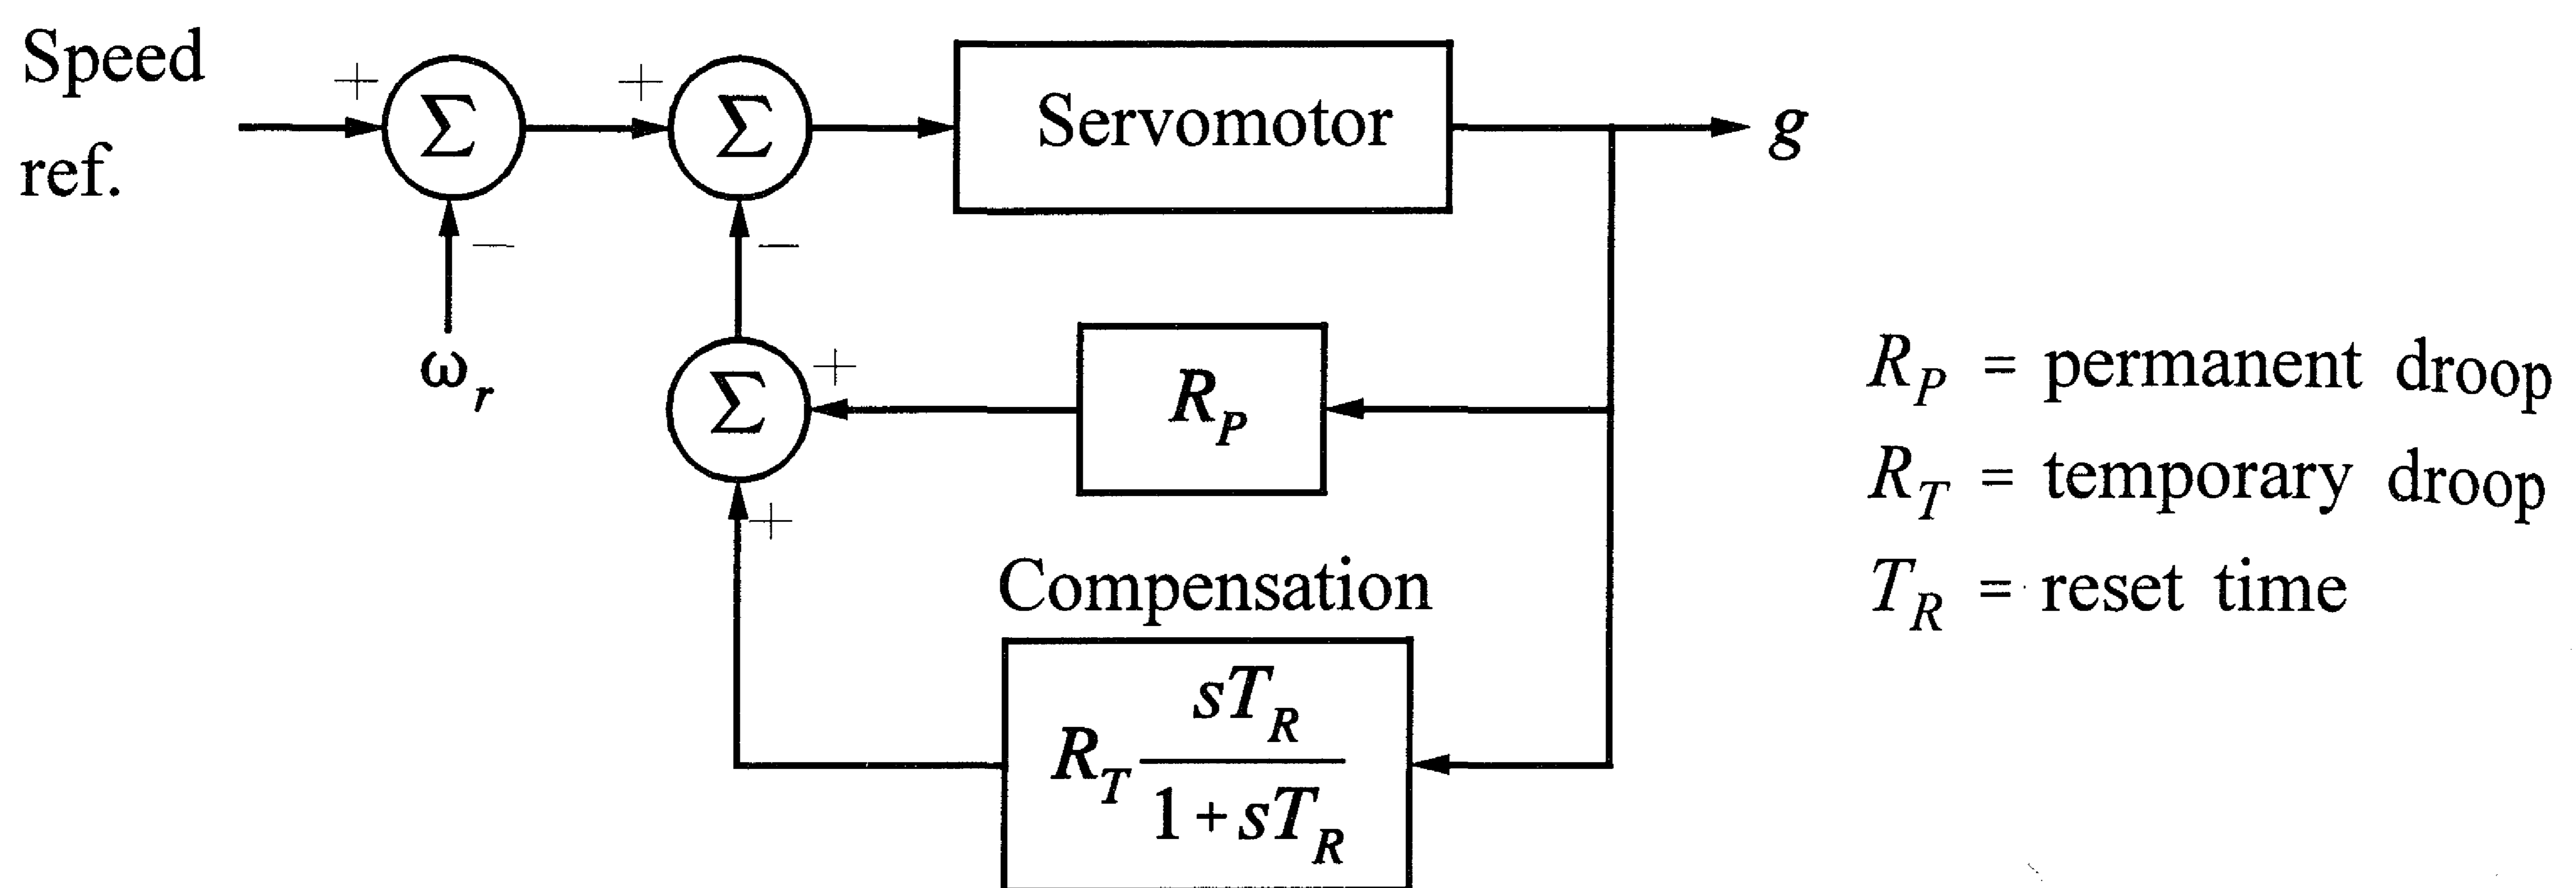 Speed
ref.
+
−
Σ
ω_r
+
−
Σ
Servomotor
g
+
+
Σ
R_P
Compensation
R_T sT_R / 1 + sT_R
R_P = permanent droop
R_T = temporary droop
T_R = reset time